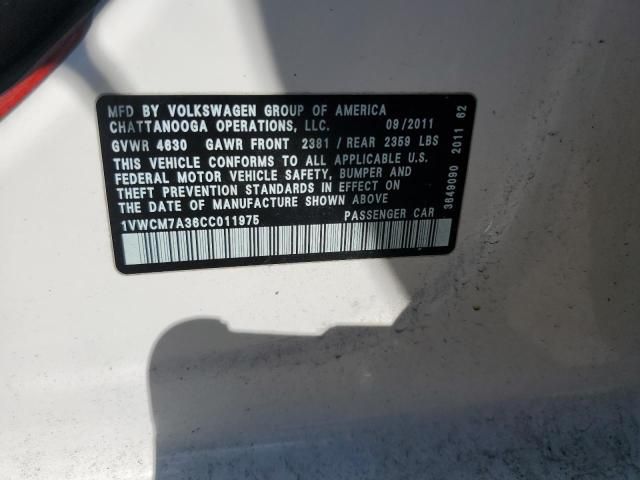 MFD BY VOLKSWAGEN GROUP OF AMERICA
CHATTANOOGA OPERATIONS, LLC. 09/2011
GVWR 4630 GAWR FRONT 2381 / REAR 2359 LBS
THIS VEHICLE CONFORMS TO ALL APPLICABLE U.S.
FEDERAL MOTOR VEHICLE SAFETY, BUMPER AND
THEFT PREVENTION STANDARDS IN EFFECT ON
THE DATE OF MANUFACTURE SHOWN ABOVE
1VWCM7A36CC011975 PASSENGER CAR
3649090 2011 62